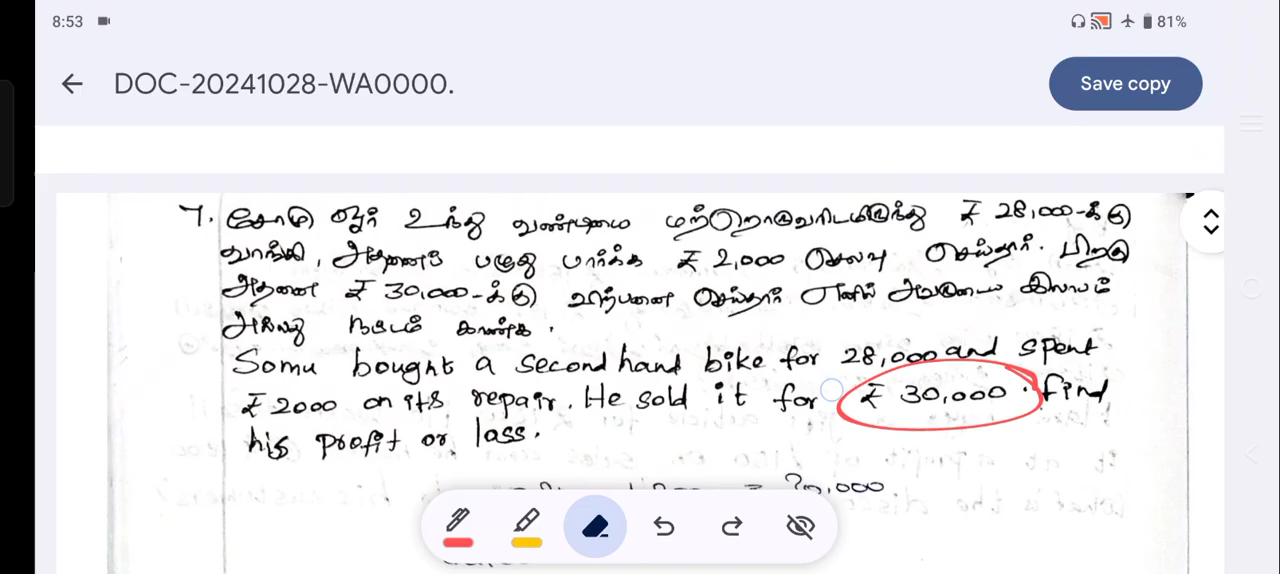 8:53
81%
DOC-20241028-WA0000.
Save copy
7. சோமு ஓர் உந்து வண்டியை மற்றொருவரிடமிருந்து ₹ 28,000-க்கு
வாங்கி, அதனைப் பழுது பார்க்க ₹ 2,000 செலவு செய்தார். பிறகு
அதனை ₹ 30,000-க்கு விற்பனை செய்தார் எனில் அவருடைய இலாபம்
அல்லது நட்டம் காண்க.
Somu bought a second hand bike for 28,000 and spent
₹ 2000 on its repair. He sold it for ₹ 30,000. find
his profit or lass.